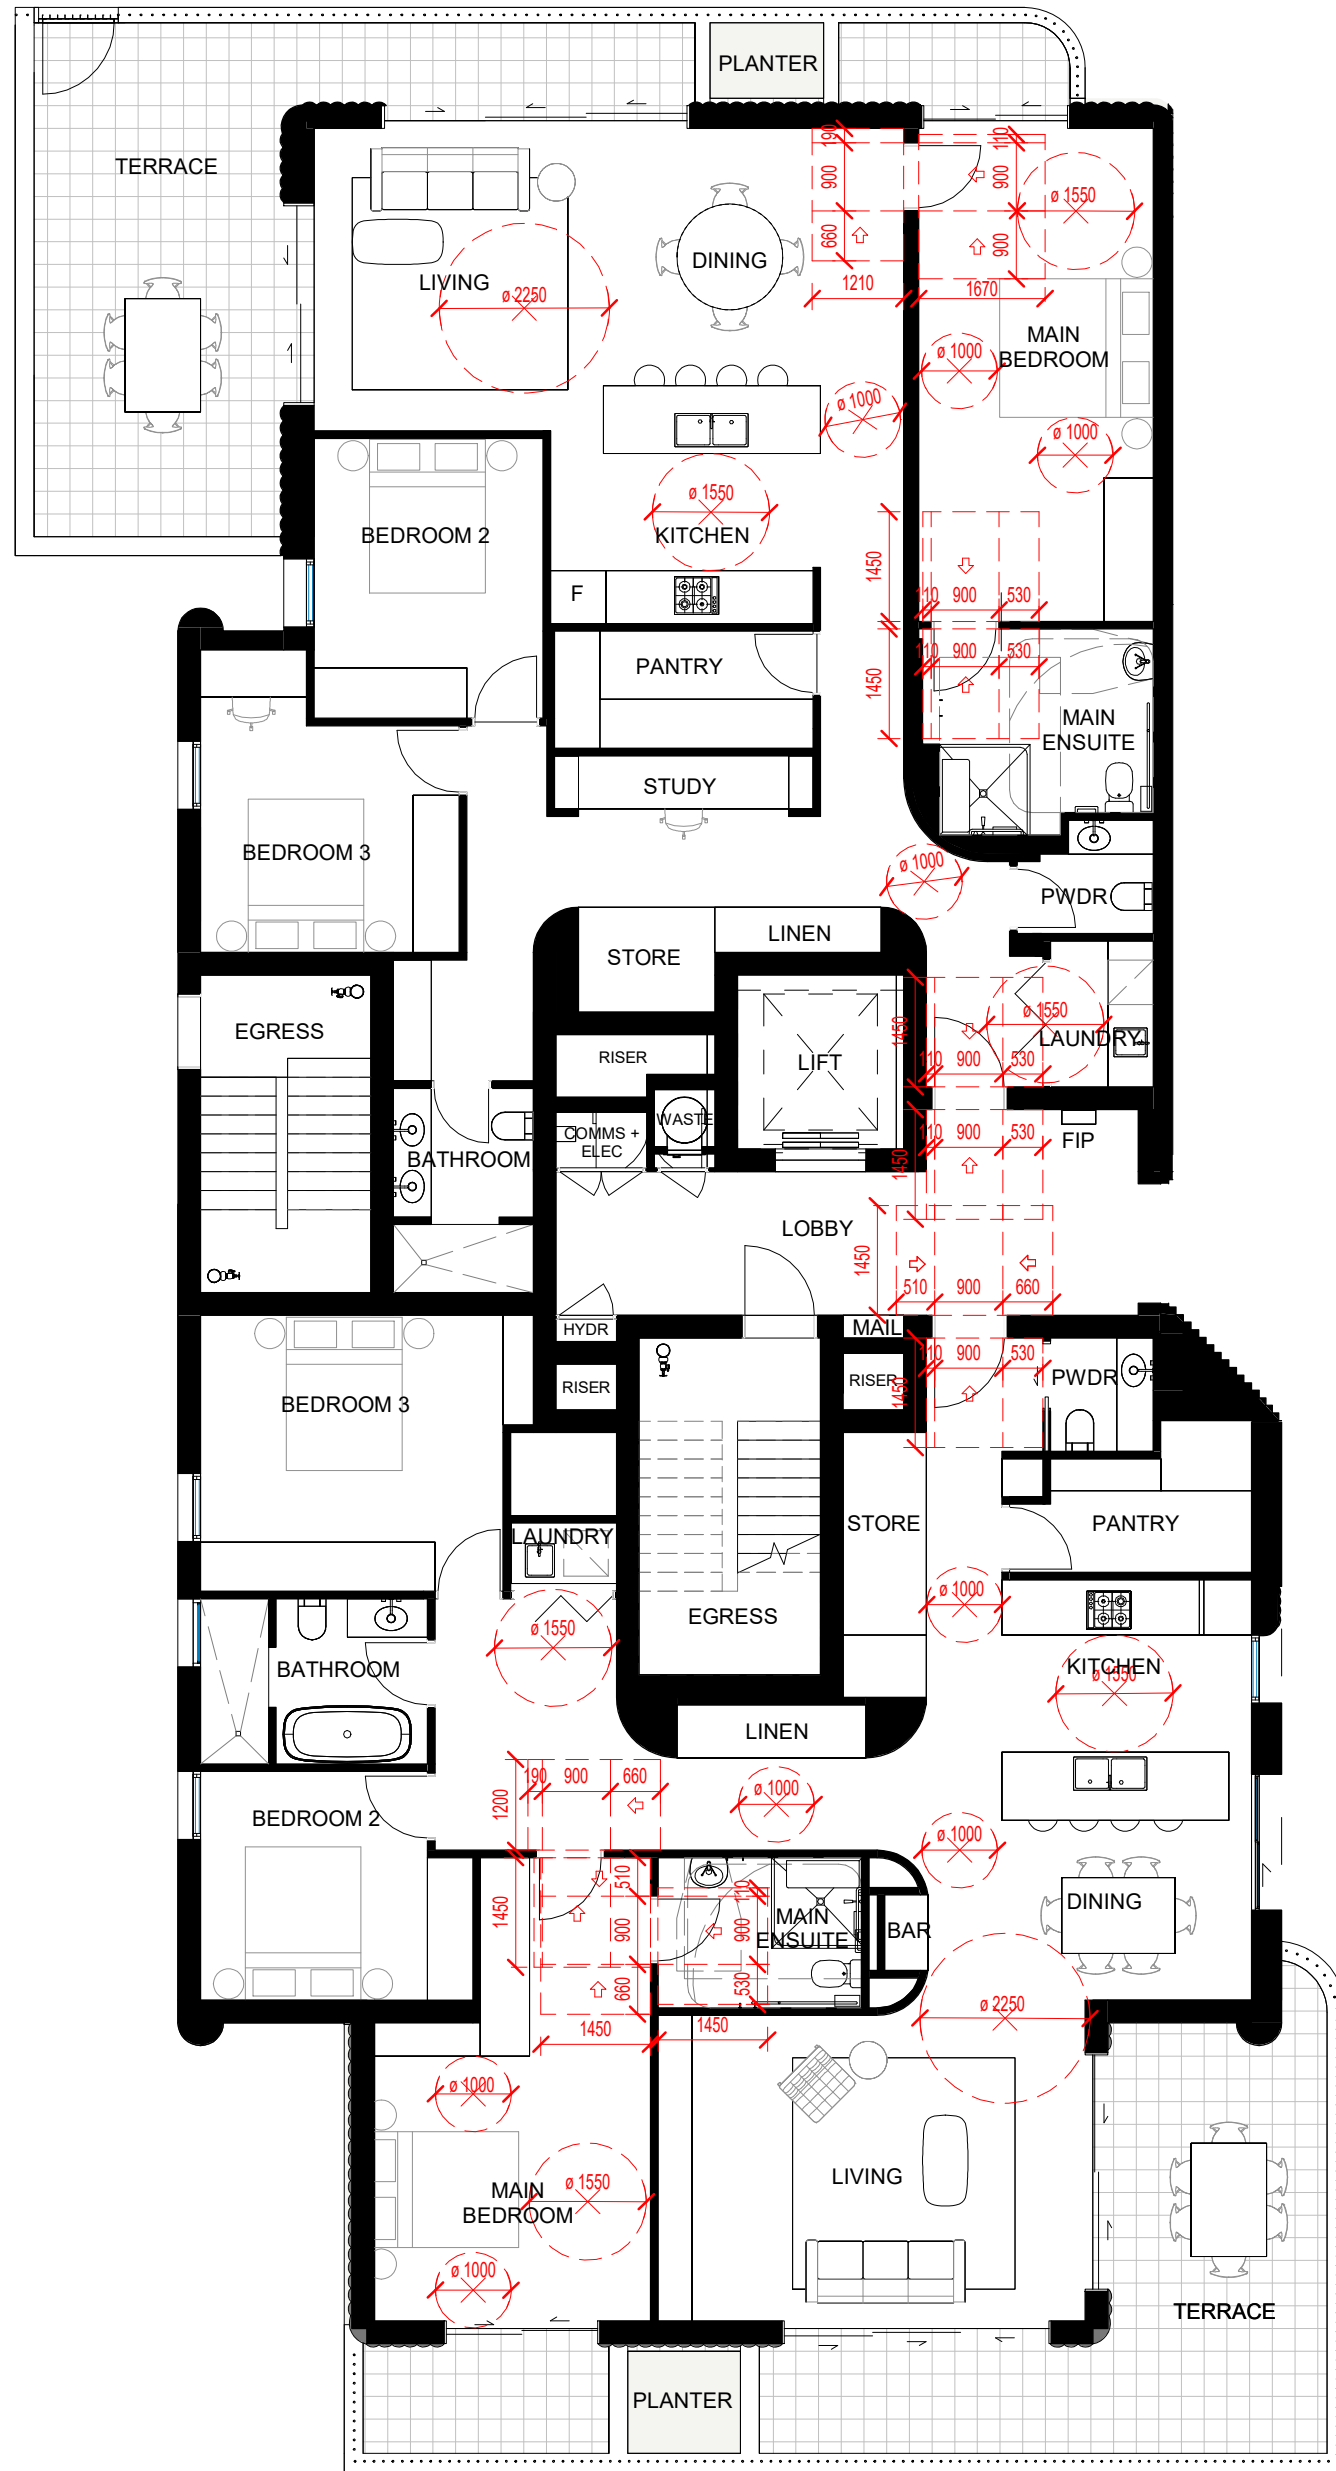 PLANTER
TERRACE
190
110
900
900
ø 1550
660
900
DINING
LIVING
ø 2250
1210
1670
MAIN
BEDROOM
ø 1000
ø 1000
ø 1000
ø 1550
BEDROOM 2
KITCHEN
1450
110
900
530
F
PANTRY
110
900
530
1450
MAIN
ENSUITE
STUDY
BEDROOM 3
ø 1000
PWDR
LINEN
STORE
EGRESS
1450
ø 1550
LAUNDRY
RISER
LIFT
110
900
530
WASTE
COMMS +
ELEC
BATHROOM
110
900
530
FIP
1450
LOBBY
1450
510
900
660
HYDR
MAIL
110
900
530
RISER
RISER
1450
PWDR
BEDROOM 3
STORE
PANTRY
LAUNDRY
ø 1000
EGRESS
ø 1550
BATHROOM
KITCHEN
ø 1550
LINEN
190
900
660
1200
ø 1000
BEDROOM 2
ø 1000
510
110
1450
900
900
MAIN
ENSUITE
BAR
DINING
660
530
ø 2250
1450
1450
ø 1000
ø 1550
MAIN
BEDROOM
LIVING
ø 1000
TERRACE
PLANTER